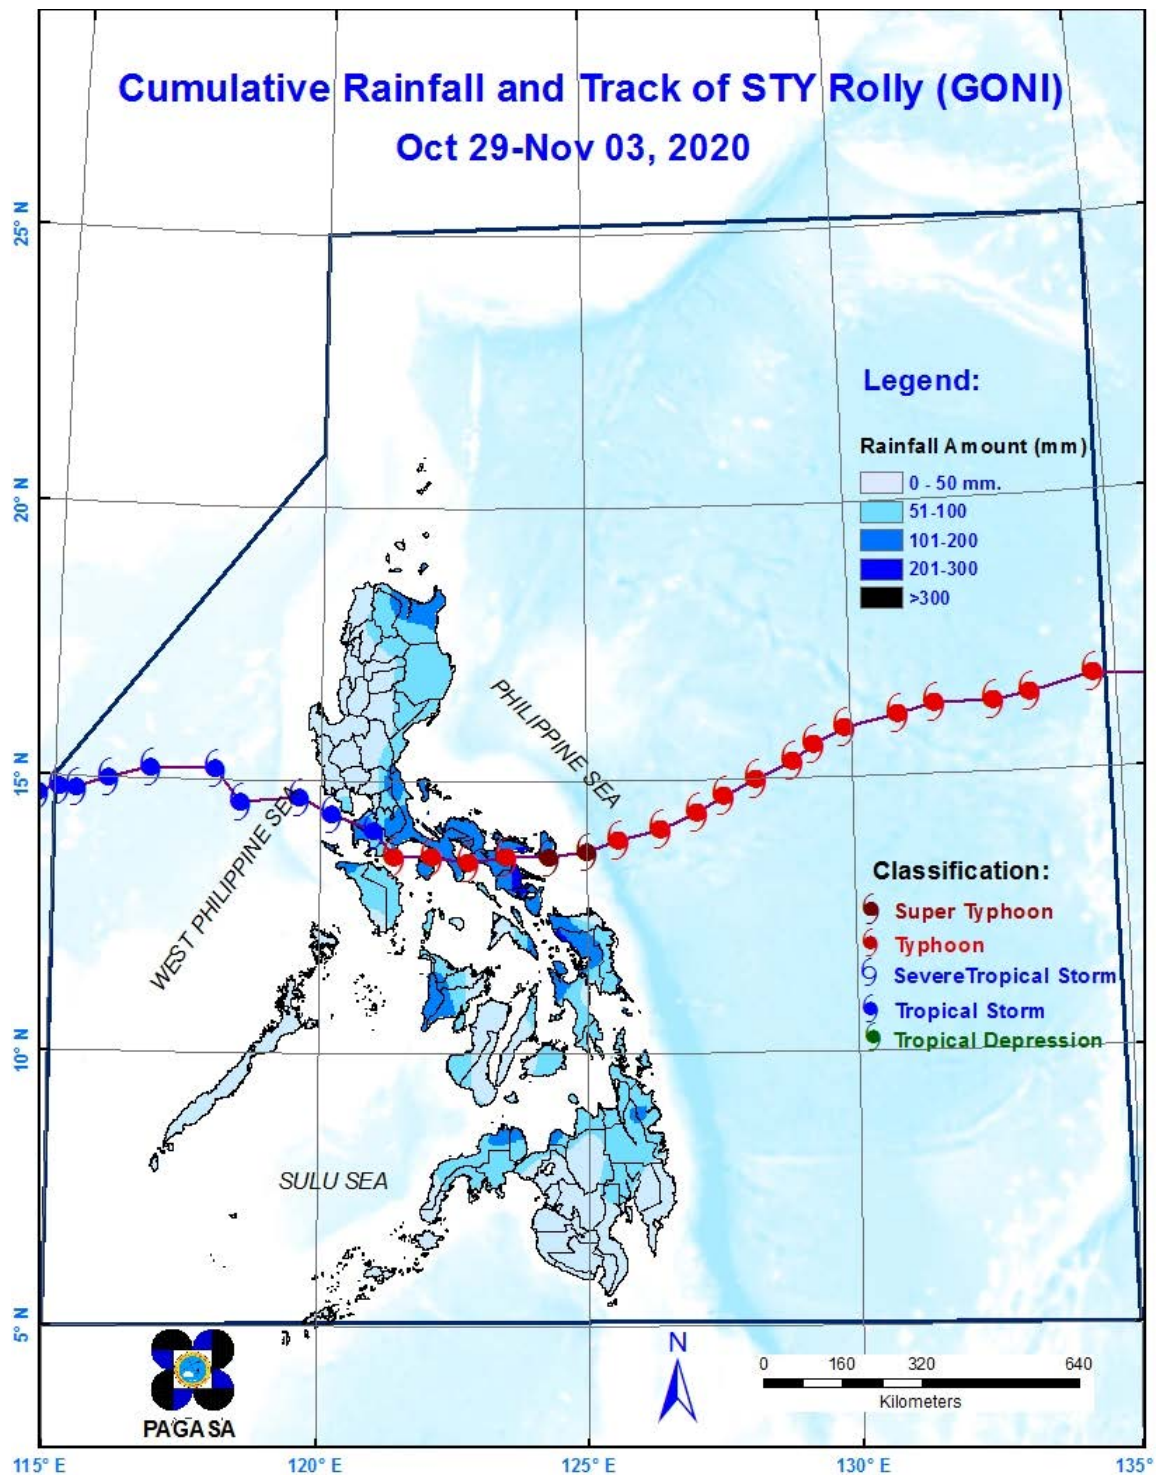 Cumulative Rainfall and Track of STY Rolly (GONI)
Oct 29-Nov 03, 2020
25° N
Legend:
Rainfall Amount (mm)
0 - 50 mm.
51-100
101-200
201-300
>300
20° N
PHILIPPINE SEA
15° N
WEST PHILIPPINE SEA
Classification:
Super Typhoon
Typhoon
SevereTropical Storm
Tropical Storm
Tropical Depression
10° N
SULU SEA
5° N
N
0 160 320 640
Kilometers
PAGASA
115° E 120° E 125° E 130° E 135°